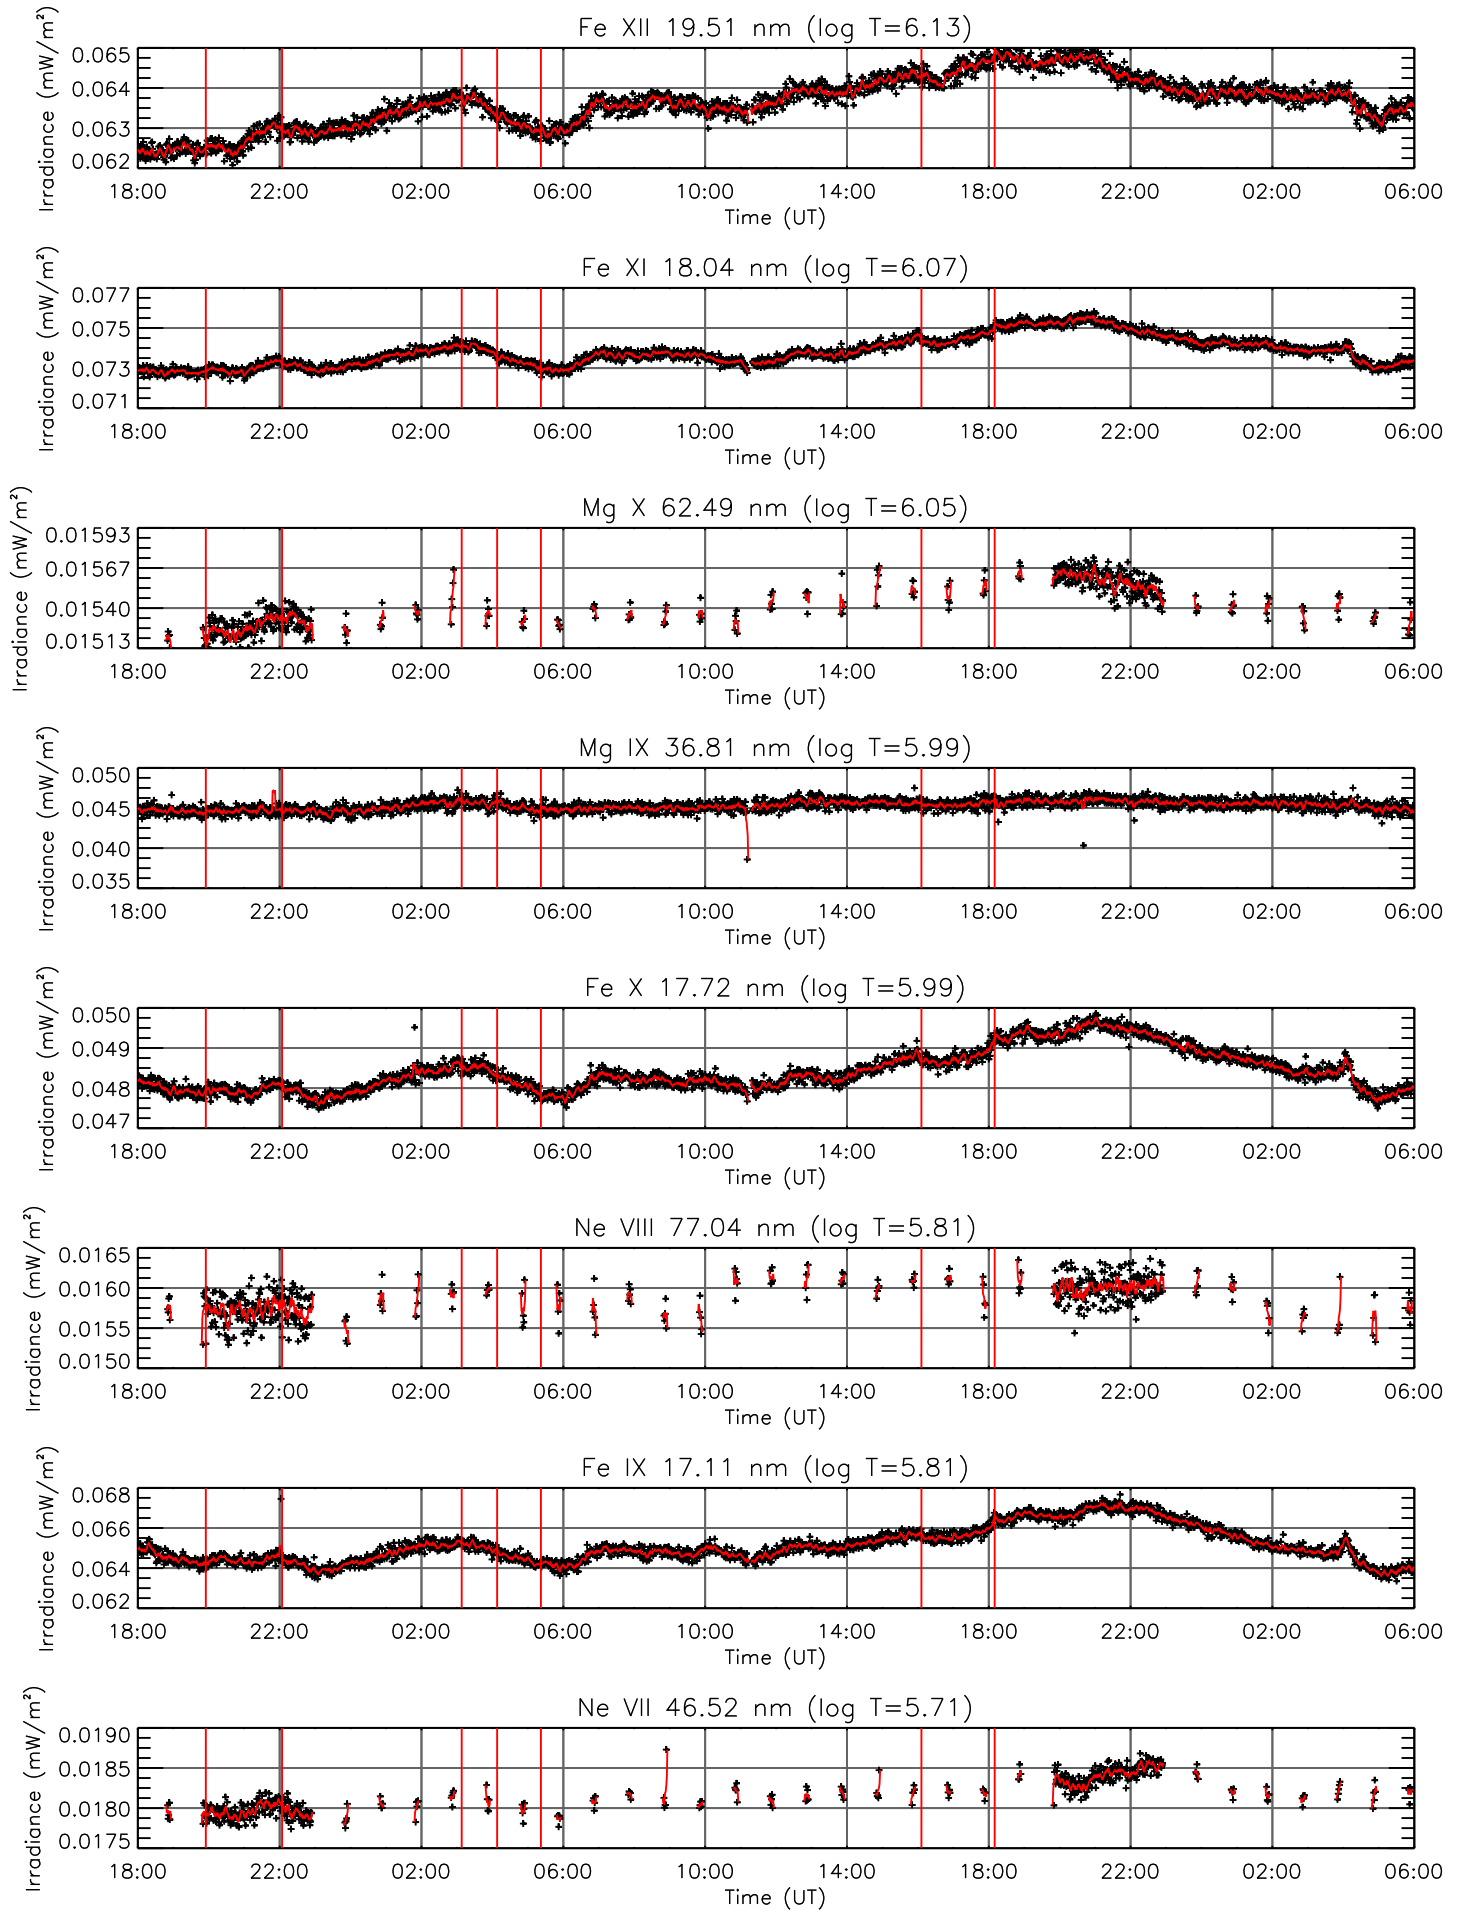 Fe XII 19.51 nm (log T=6.13)
Irradiance (mW/m²)
0.065
0.064
0.063
0.062
18:00 22:00 02:00 06:00 10:00 14:00 18:00 22:00 02:00 06:00
Time (UT)
Fe XI 18.04 nm (log T=6.07)
Irradiance (mW/m²)
0.077
0.075
0.073
0.071
18:00 22:00 02:00 06:00 10:00 14:00 18:00 22:00 02:00 06:00
Time (UT)
Mg X 62.49 nm (log T=6.05)
Irradiance (mW/m²)
0.01593
0.01567
0.01540
0.01513
18:00 22:00 02:00 06:00 10:00 14:00 18:00 22:00 02:00 06:00
Time (UT)
Mg IX 36.81 nm (log T=5.99)
Irradiance (mW/m²)
0.050
0.045
0.040
0.035
18:00 22:00 02:00 06:00 10:00 14:00 18:00 22:00 02:00 06:00
Time (UT)
Fe X 17.72 nm (log T=5.99)
Irradiance (mW/m²)
0.050
0.049
0.048
0.047
18:00 22:00 02:00 06:00 10:00 14:00 18:00 22:00 02:00 06:00
Time (UT)
Ne VIII 77.04 nm (log T=5.81)
Irradiance (mW/m²)
0.0165
0.0160
0.0155
0.0150
18:00 22:00 02:00 06:00 10:00 14:00 18:00 22:00 02:00 06:00
Time (UT)
Fe IX 17.11 nm (log T=5.81)
Irradiance (mW/m²)
0.068
0.066
0.064
0.062
18:00 22:00 02:00 06:00 10:00 14:00 18:00 22:00 02:00 06:00
Time (UT)
Ne VII 46.52 nm (log T=5.71)
Irradiance (mW/m²)
0.0190
0.0185
0.0180
0.0175
18:00 22:00 02:00 06:00 10:00 14:00 18:00 22:00 02:00 06:00
Time (UT)